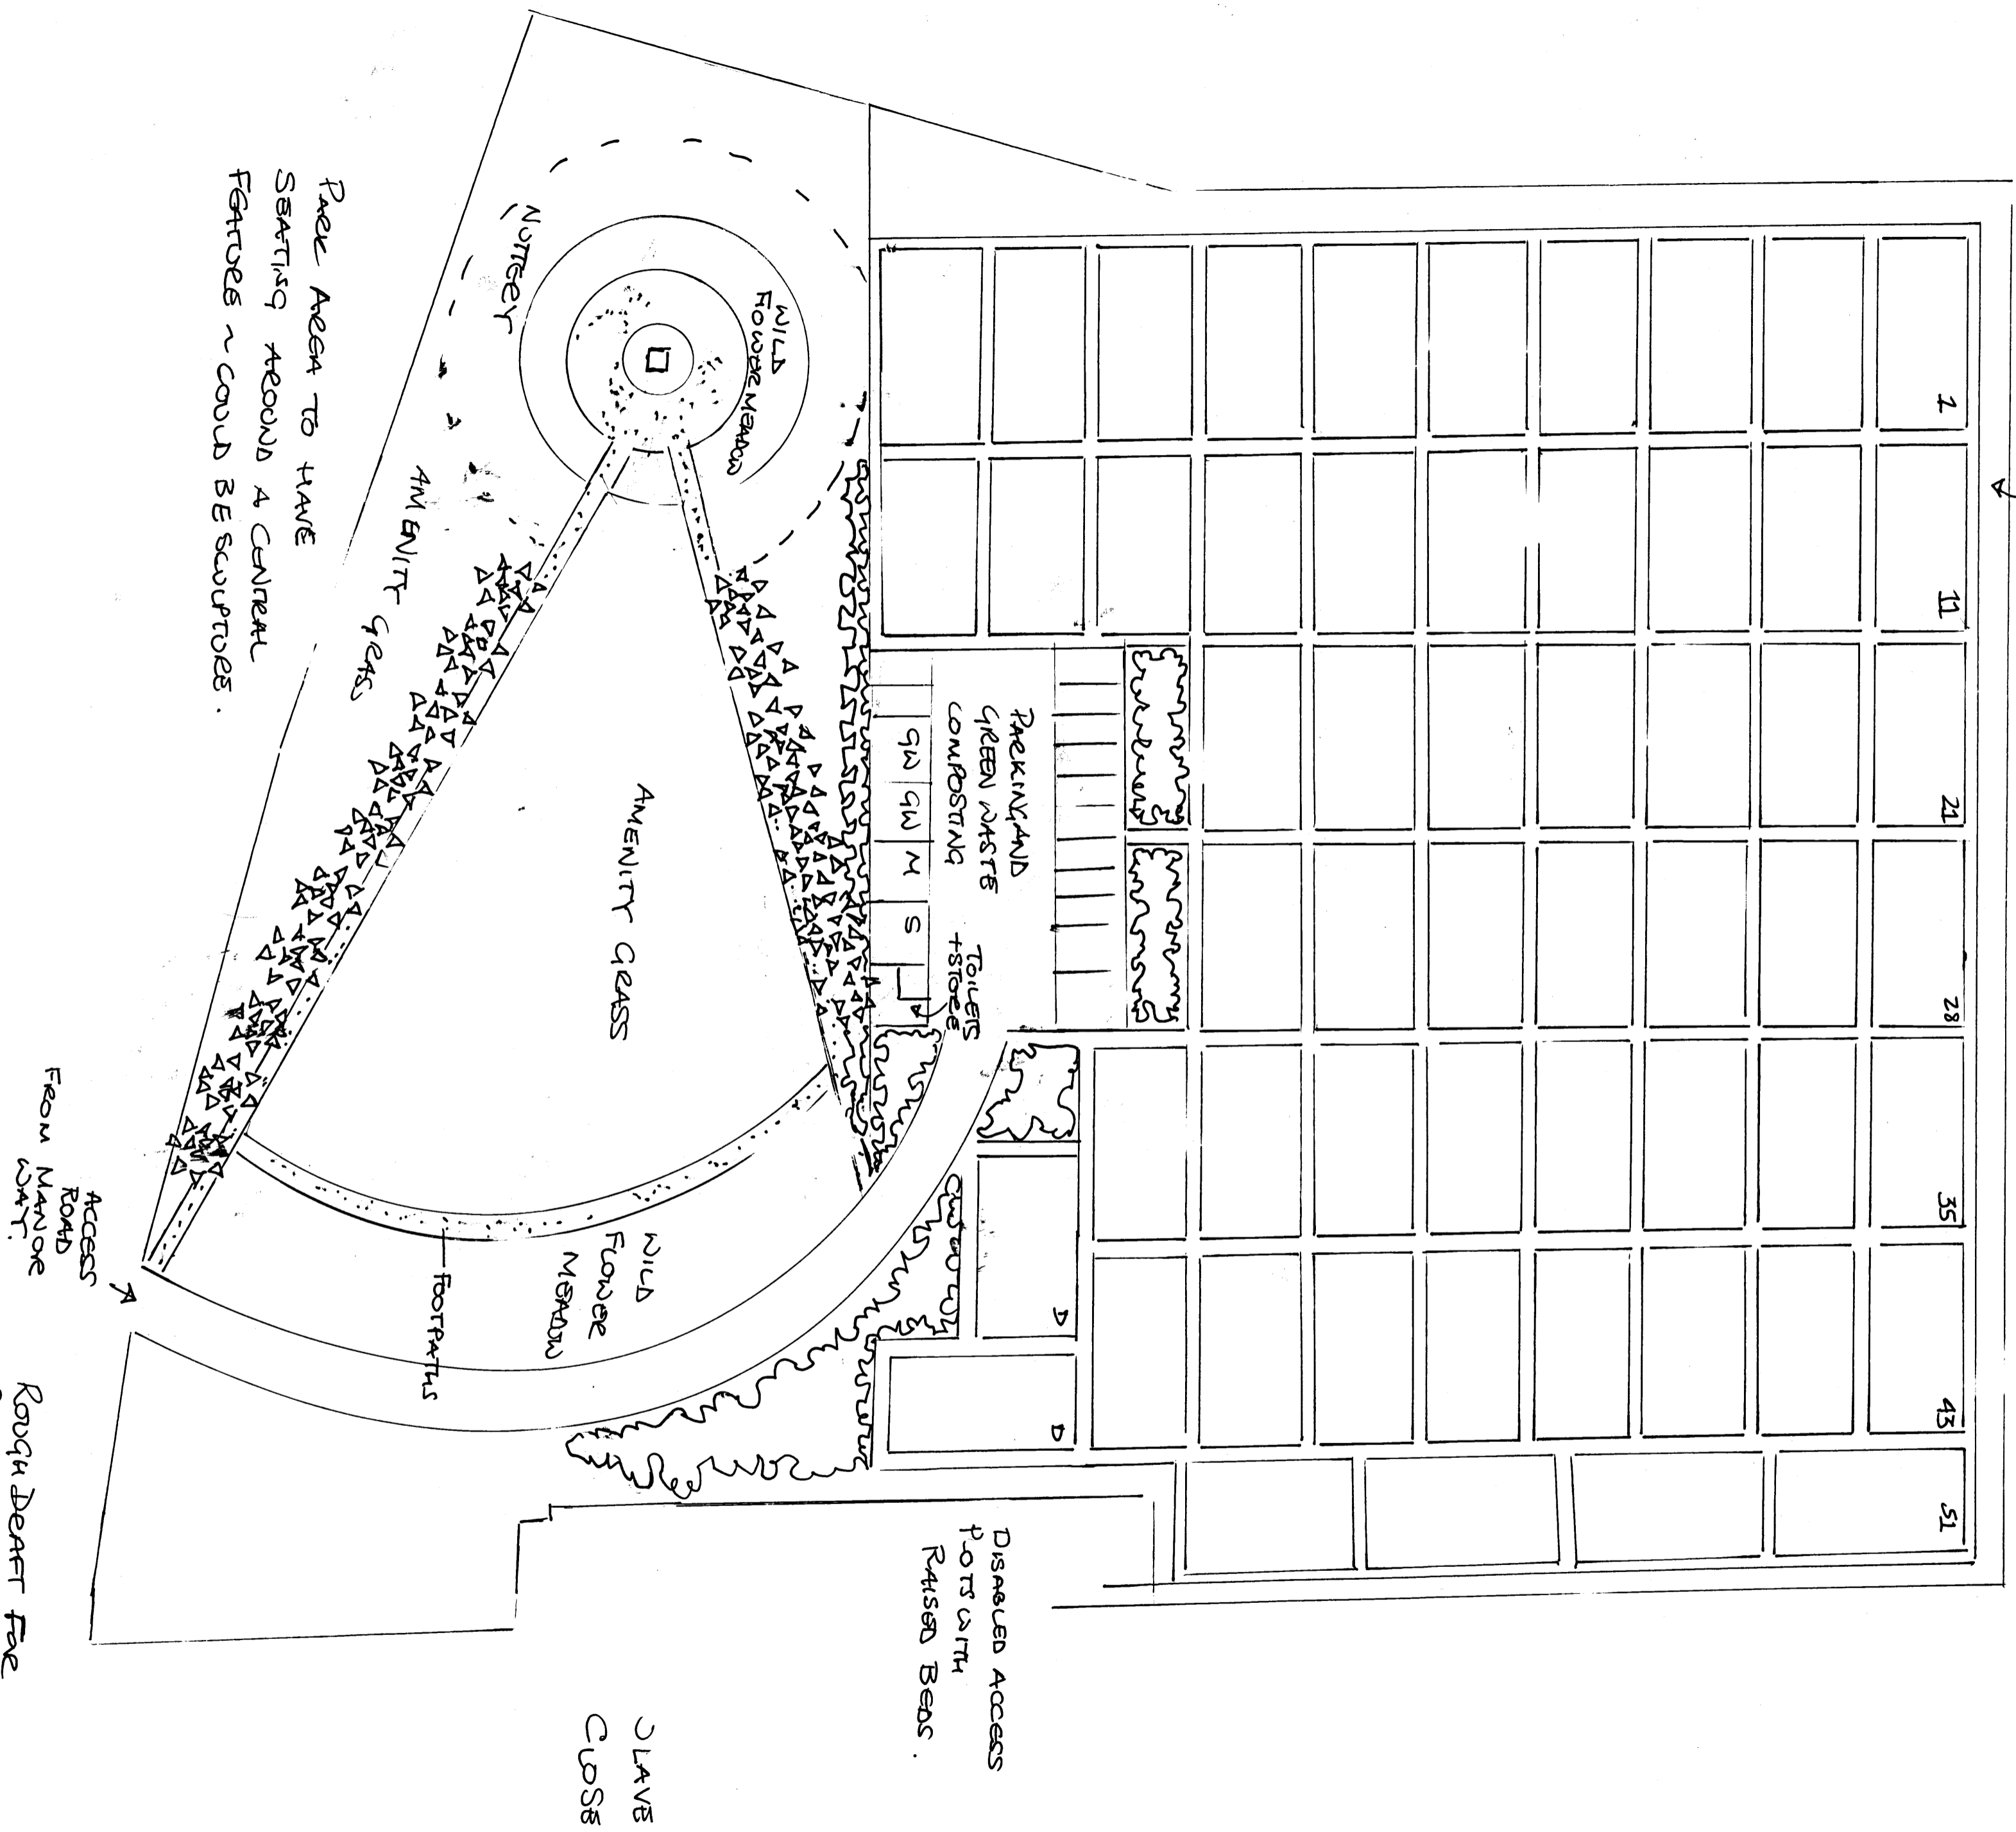 1
11
21
28
35
43
51
D
D
PARKING AND
GREEN WASTE
COMPOSTING
GW
GW
M
S
TOILETS
+ STORE
DISABLED ACCESS
PLOTS WITH
RAISED BEDS.
WILD
FLOWER MEADOW
NUTTERY
AMENITY GRASS
WILD
FLOWER
MEADOW
OLAVE
CLOSE
AMENITY GRAS
FOOTPATHS
PARK AREA TO HAVE
SEATING AROUND A CENTRAL
FEATURE ~ COULD BE SCULPTURE.
ACCESS
ROAD
FROM MANOR
WAY.
ROUGH DRAFT FOR